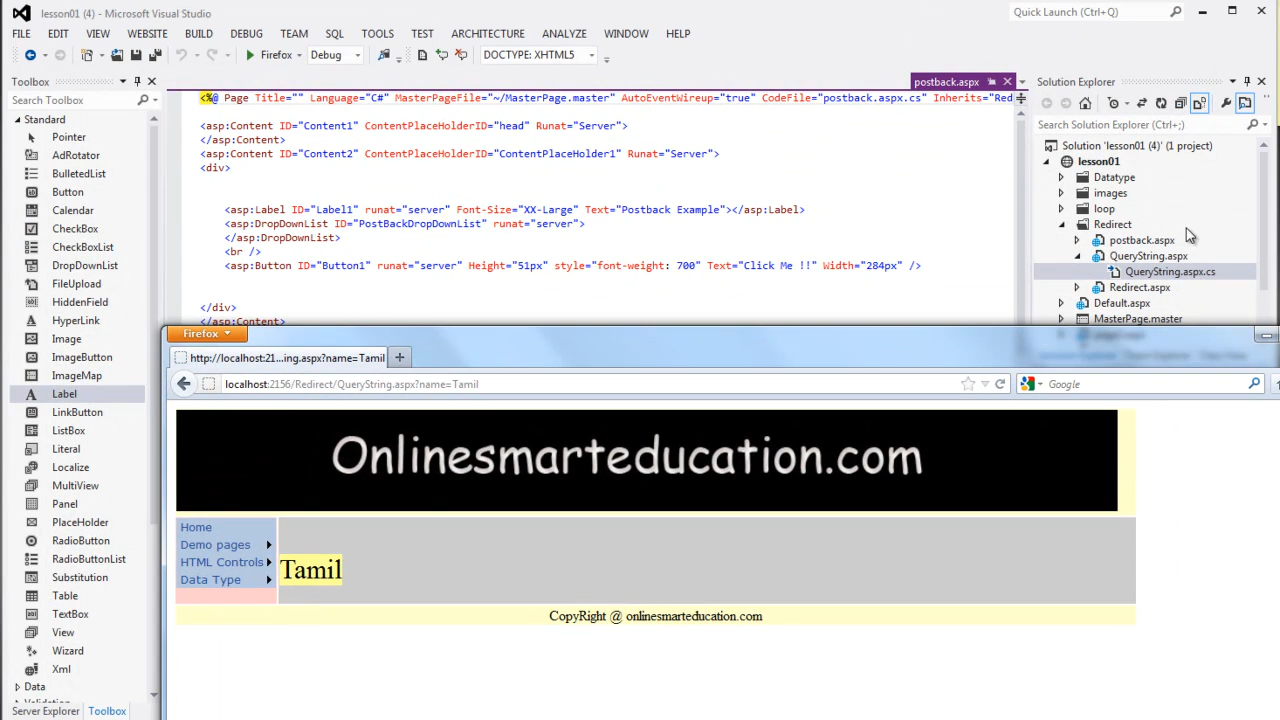 lesson01 (4) - Microsoft Visual Studio
Quick Launch (Ctrl+Q)
FILE EDIT VIEW WEBSITE BUILD DEBUG TEAM SQL TOOLS TEST ARCHITECTURE ANALYZE WINDOW HELP
Firefox Debug DOCTYPE: XHTML5
Toolbox
Search Toolbox
Standard
Pointer
AdRotator
BulletedList
Button
Calendar
CheckBox
CheckBoxList
DropDownList
FileUpload
HiddenField
HyperLink
Image
ImageButton
ImageMap
Label
LinkButton
ListBox
Literal
Localize
MultiView
Panel
PlaceHolder
RadioButton
RadioButtonList
Substitution
Table
TextBox
View
Wizard
Xml
Data
Server Explorer Toolbox
postback.aspx
<%@ Page Title="" Language="C#" MasterPageFile="~/MasterPage.master" AutoEventWireup="true" CodeFile="postback.aspx.cs" Inherits="Red
<asp:Content ID="Content1" ContentPlaceHolderID="head" Runat="Server">
</asp:Content>
<asp:Content ID="Content2" ContentPlaceHolderID="ContentPlaceHolder1" Runat="Server">
<div>
<asp:Label ID="Label1" runat="server" Font-Size="XX-Large" Text="Postback Example"></asp:Label>
<asp:DropDownList ID="PostBackDropDownList" runat="server">
</asp:DropDownList>
<br />
<asp:Button ID="Button1" runat="server" Height="51px" style="font-weight: 700" Text="Click Me !!" Width="284px" />
</div>
</asp:Content>
Solution Explorer
Search Solution Explorer (Ctrl+;)
Solution 'lesson01 (4)' (1 project)
lesson01
Datatype
images
loop
Redirect
postback.aspx
QueryString.aspx
QueryString.aspx.cs
Redirect.aspx
Default.aspx
MasterPage.master
Firefox
http://localhost:21...ing.aspx?name=Tamil
localhost:2156/Redirect/QueryString.aspx?name=Tamil
Google
Onlinesmarteducation.com
Home
Demo pages
HTML Controls
Data Type
Tamil
CopyRight @ onlinesmarteducation.com